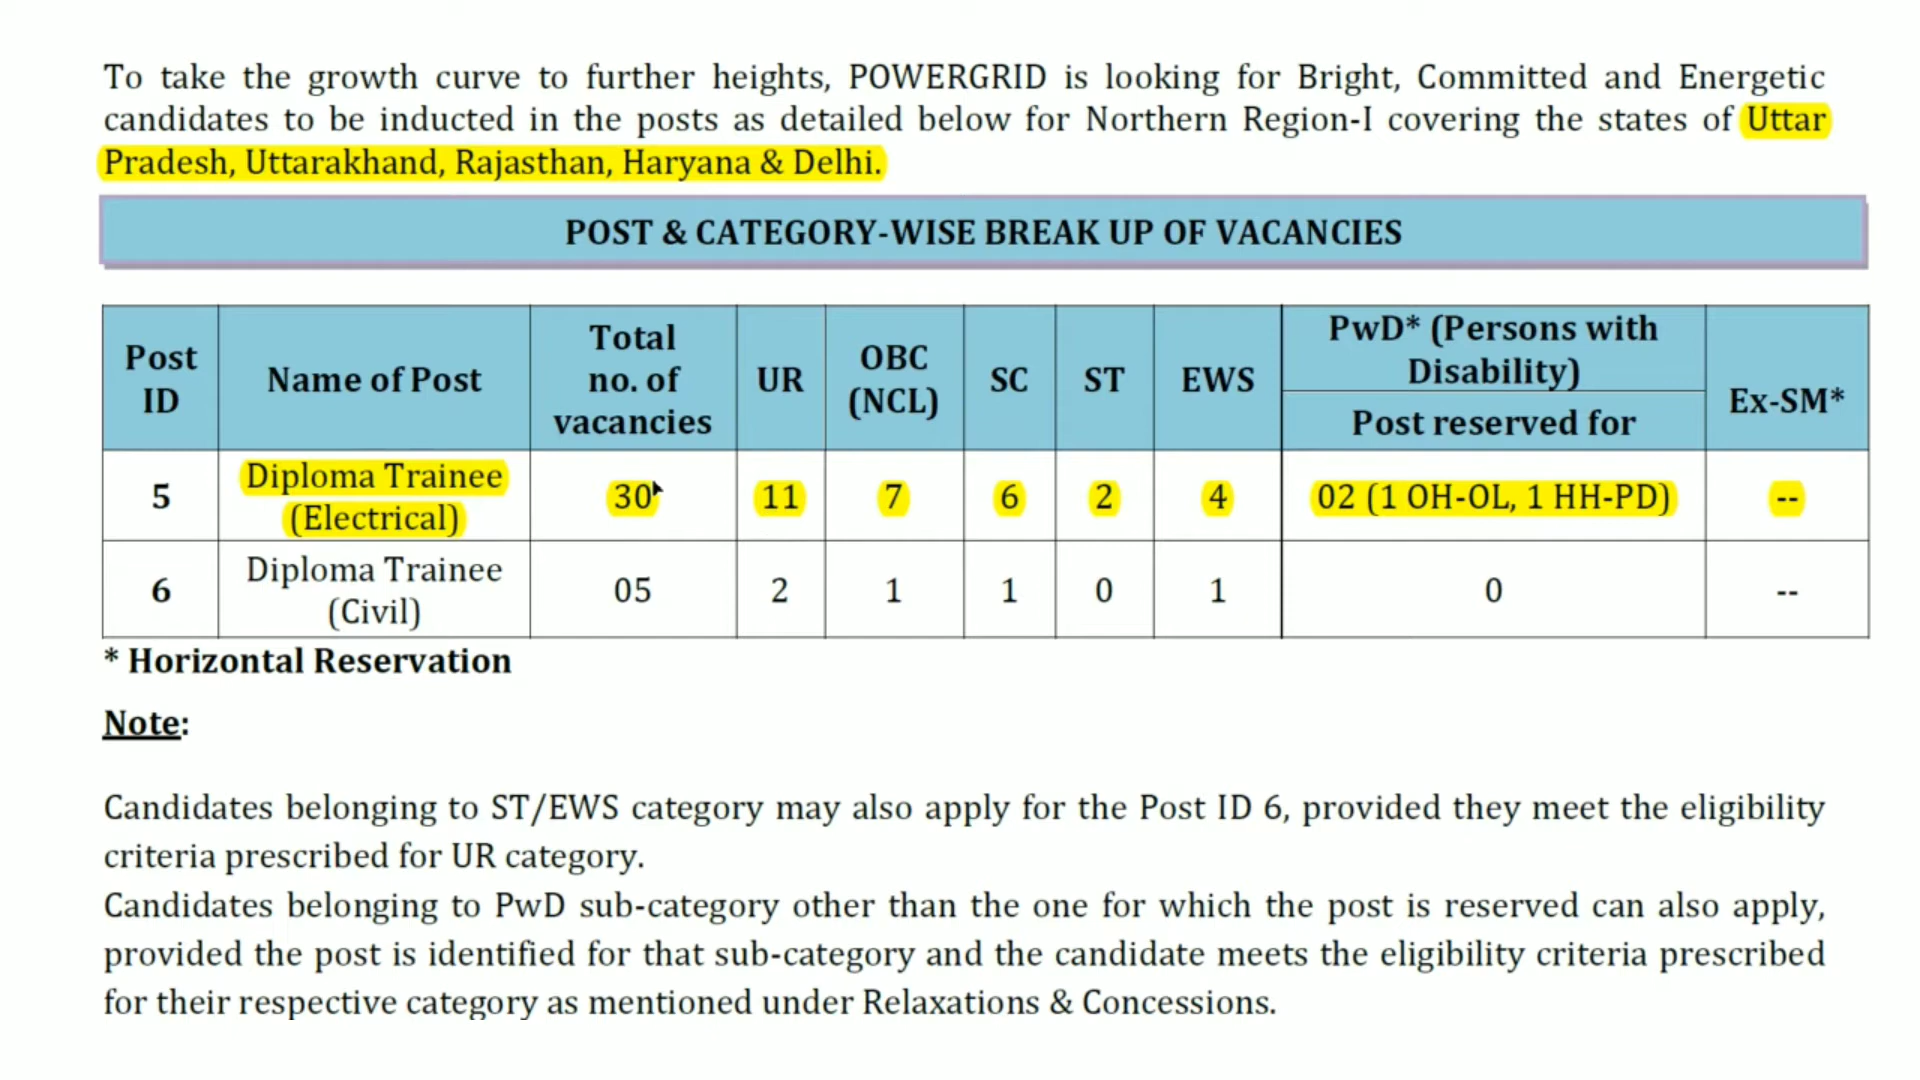 To take the growth curve to further heights, POWERGRID is looking for Bright, Committed and Energetic
candidates to be inducted in the posts as detailed below for Northern Region-I covering the states of Uttar
Pradesh, Uttarakhand, Rajasthan, Haryana & Delhi.
POST & CATEGORY-WISE BREAK UP OF VACANCIES
Post ID | Name of Post | Total no. of vacancies | UR | OBC (NCL) | SC | ST | EWS | PwD* (Persons with Disability) Post reserved for | Ex-SM*
5 | Diploma Trainee (Electrical) | 30 | 11 | 7 | 6 | 2 | 4 | 02 (1 OH-OL, 1 HH-PD) | --
6 | Diploma Trainee (Civil) | 05 | 2 | 1 | 1 | 0 | 1 | 0 | --
* Horizontal Reservation
Note:
Candidates belonging to ST/EWS category may also apply for the Post ID 6, provided they meet the eligibility
criteria prescribed for UR category.
Candidates belonging to PwD sub-category other than the one for which the post is reserved can also apply,
provided the post is identified for that sub-category and the candidate meets the eligibility criteria prescribed
for their respective category as mentioned under Relaxations & Concessions.